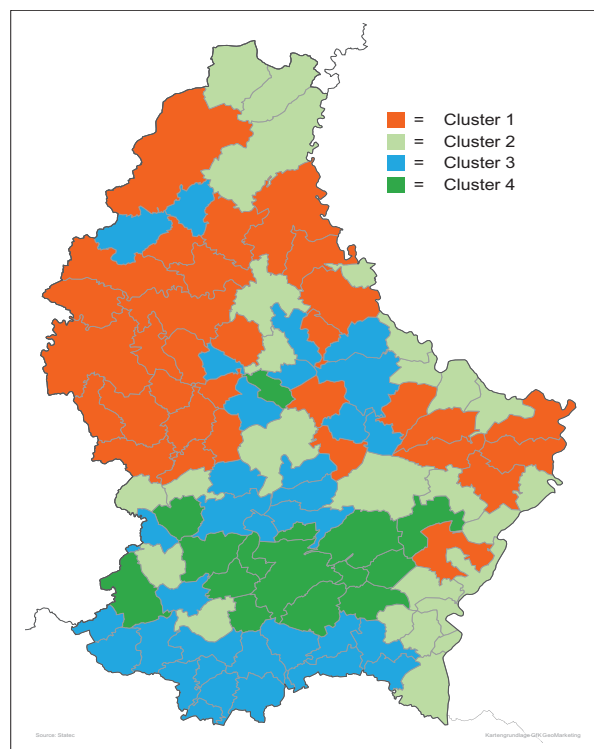 = Cluster 1
= Cluster 2
= Cluster 3
= Cluster 4
Source: Statec
Kartengrundlage GfK GeoMarketing